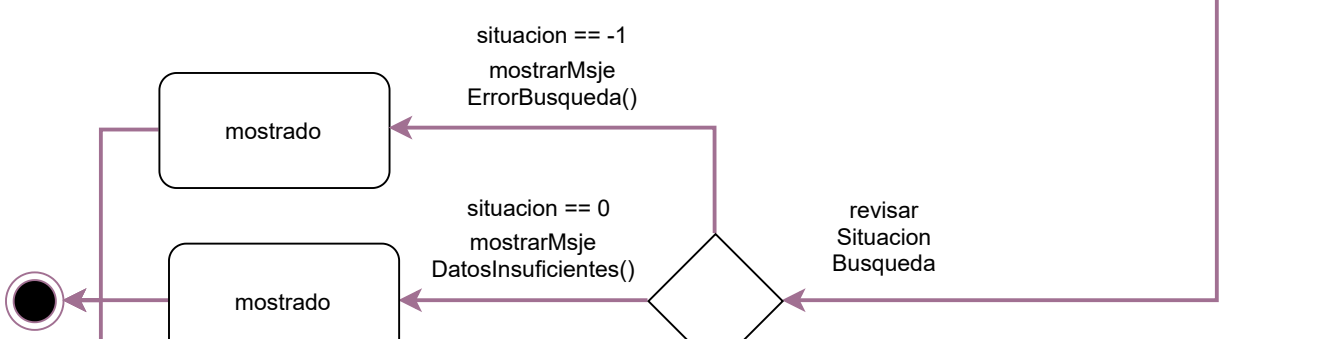 situacion == -1
mostrarMsje
ErrorBusqueda()
mostrado
situacion == 0
mostrarMsje
DatosInsuficientes()
mostrado
revisar
Situacion
Busqueda